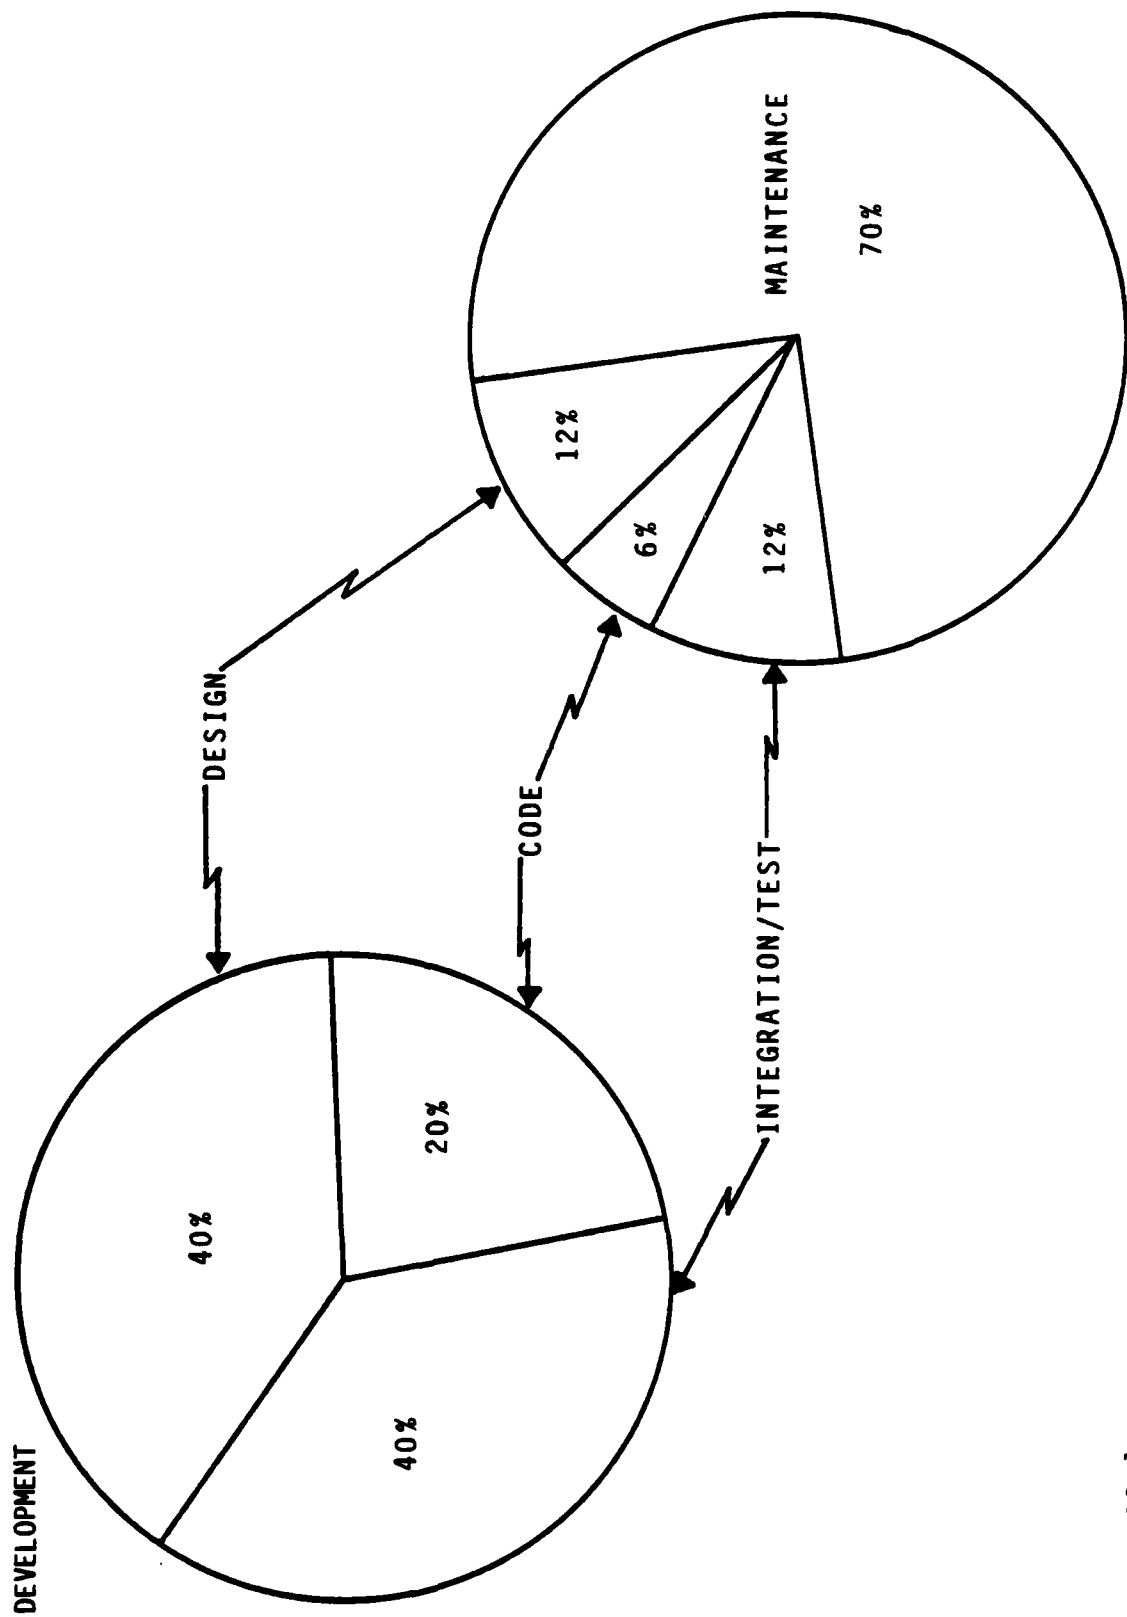 DEVELOPMENT
40%
40%
20%
DESIGN
CODE
INTEGRATION/TEST
12%
6%
12%
MAINTENANCE
70%